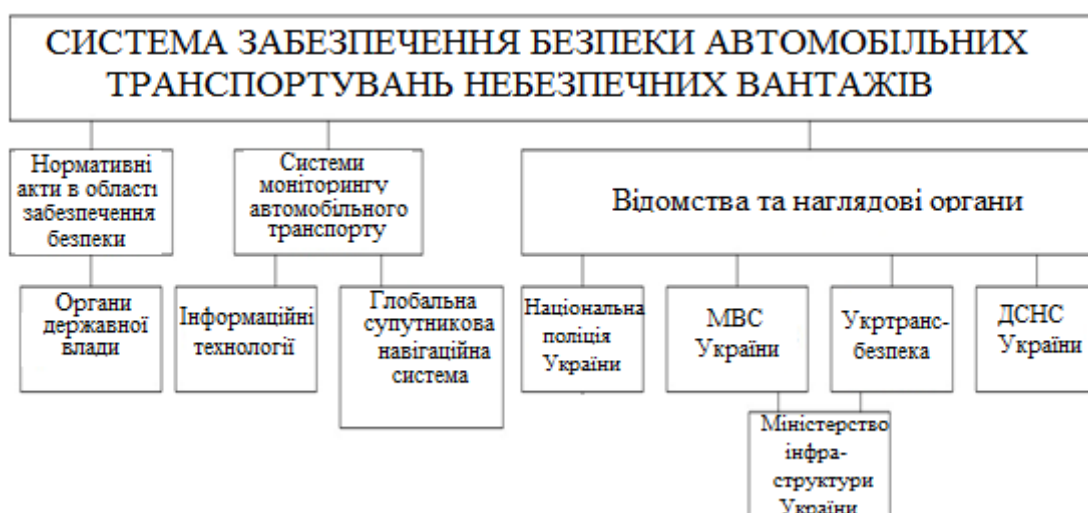 СИСТЕМА ЗАБЕЗПЕЧЕННЯ БЕЗПЕКИ АВТОМОБІЛЬНИХ
ТРАНСПОРТУВАНЬ НЕБЕЗПЕЧНИХ ВАНТАЖІВ
Нормативні
акти в області
забезпечення
безпеки
Системи
моніторингу
автомобільного
транспорту
Відомства та наглядові органи
Органи
державної
влади
Інформаційні
технології
Глобальна
супутникова
навігаційна
система
Національна
поліція
України
МВС
України
Укртранс-
безпека
ДСНС
України
Міністерство
інфра-
структури
України